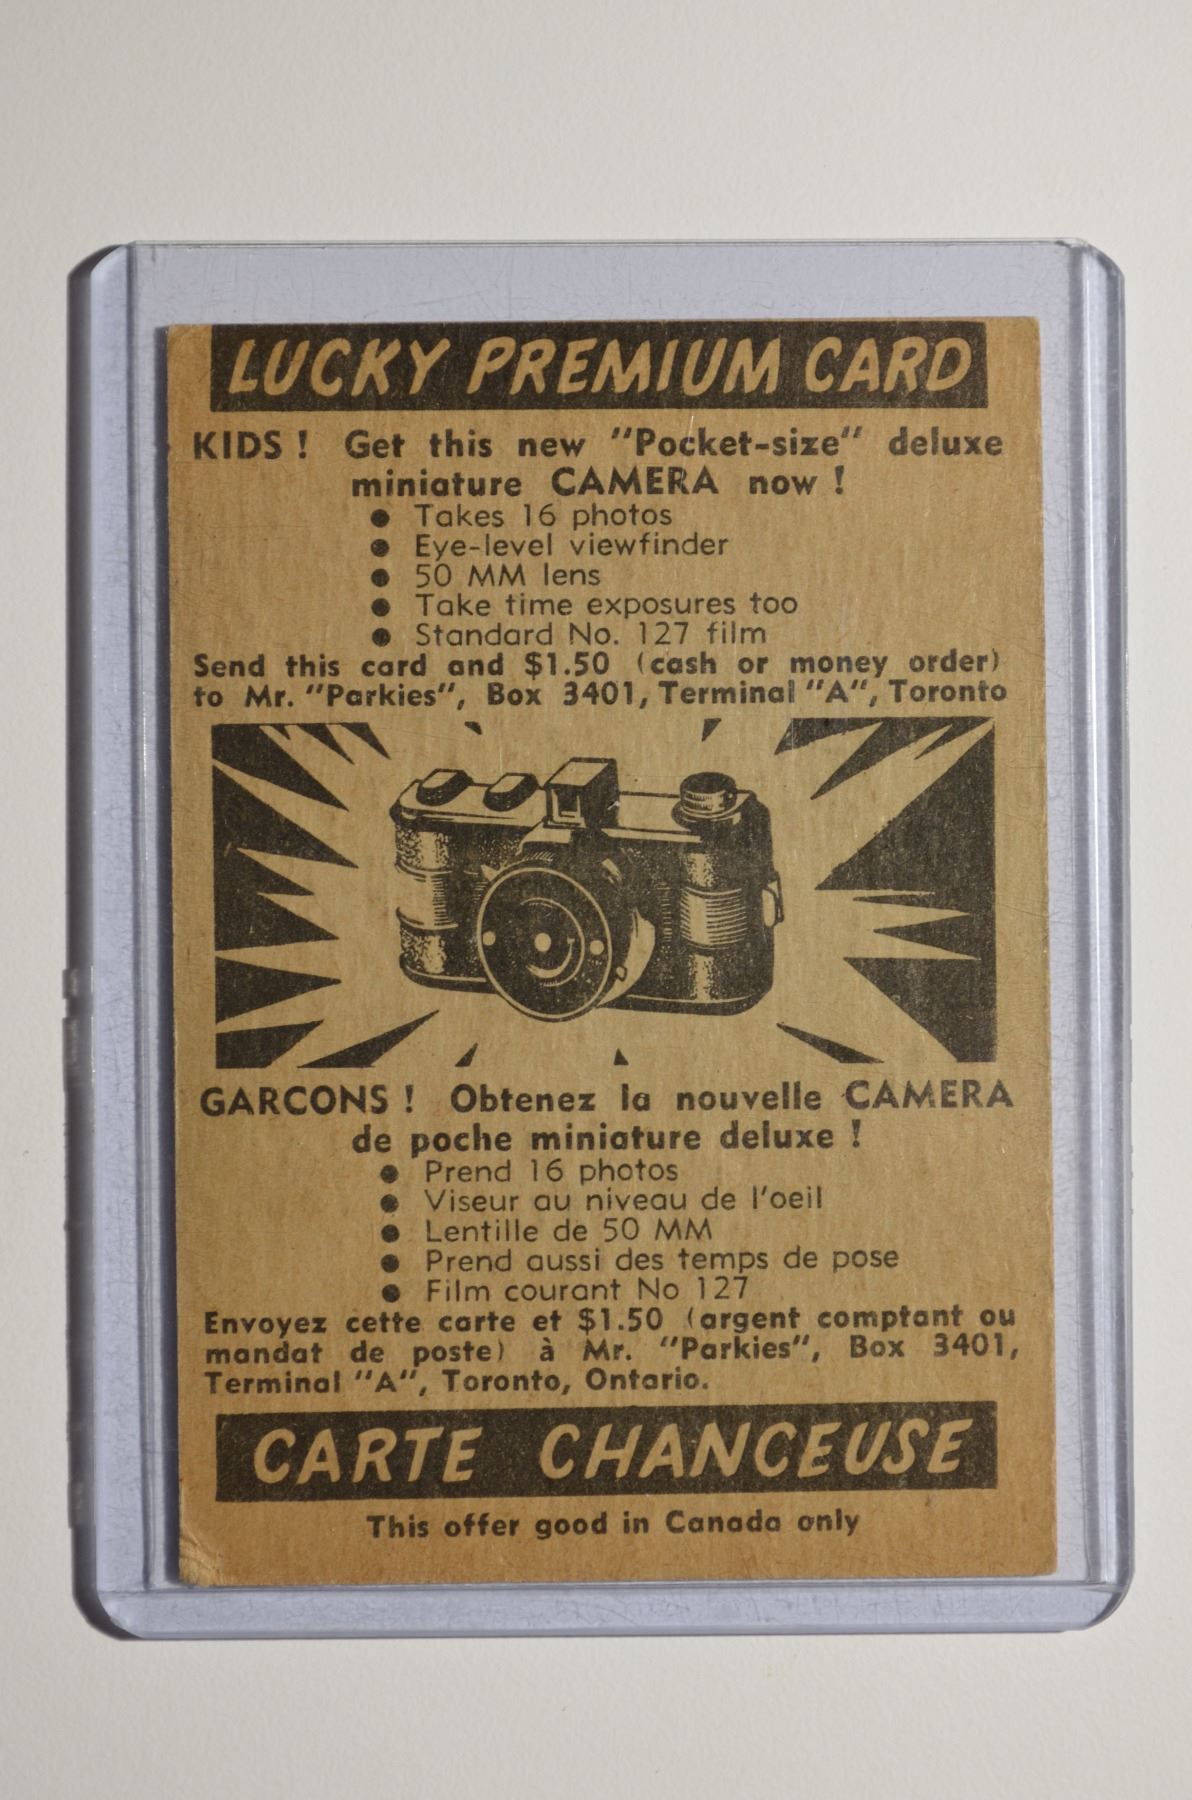 LUCKY PREMIUM CARD
KIDS ! Get this new "Pocket-size" deluxe
miniature CAMERA now !
● Takes 16 photos
● Eye-level viewfinder
● 50 MM lens
● Take time exposures too
● Standard No. 127 film
Send this card and $1.50 (cash or money order)
to Mr. "Parkies", Box 3401, Terminal "A", Toronto
GARCONS ! Obtenez la nouvelle CAMERA
de poche miniature deluxe !
● Prend 16 photos
● Viseur au niveau de l'oeil
● Lentille de 50 MM
● Prend aussi des temps de pose
● Film courant No 127
Envoyez cette carte et $1.50 (argent comptant ou
mandat de poste) à Mr. "Parkies", Box 3401,
Terminal "A", Toronto, Ontario.
CARTE CHANCEUSE
This offer good in Canada only